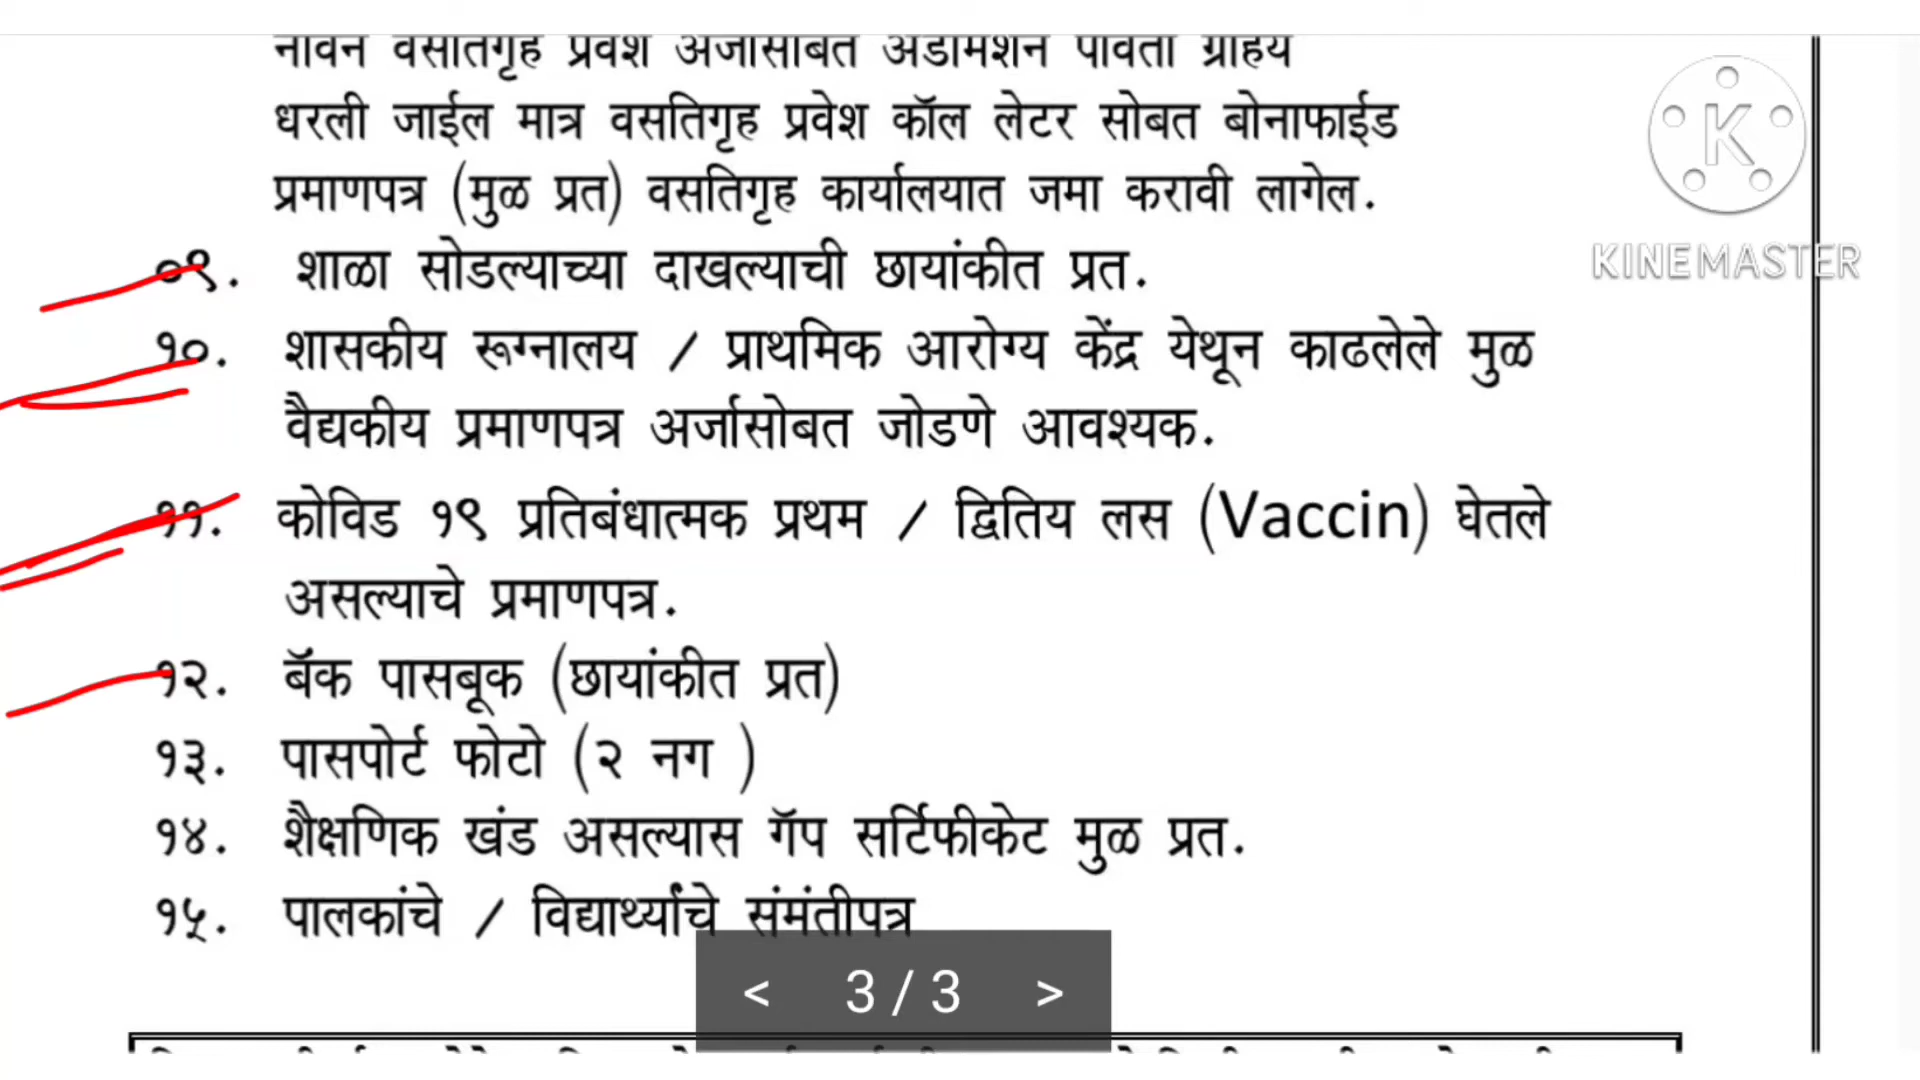 नविन वसतिगृह प्रवेश अर्जासोबत अॅडमिशन पावती ग्राहय
धरली जाईल मात्र वसतिगृह प्रवेश कॉल लेटर सोबत बोनाफाईड
प्रमाणपत्र (मुळ प्रत) वसतिगृह कार्यालयात जमा करावी लागेल.
K
KINEMASTER
०९. शाळा सोडल्याच्या दाखल्याची छायांकीत प्रत.
१०. शासकीय रूग्नालय / प्राथमिक आरोग्य केंद्र येथून काढलेले मुळ
वैद्यकीय प्रमाणपत्र अर्जासोबत जोडणे आवश्यक.
११. कोविड १९ प्रतिबंधात्मक प्रथम / द्वितिय लस (Vaccin) घेतले
असल्याचे प्रमाणपत्र.
१२. बॅंक पासबूक (छायांकीत प्रत)
१३. पासपोर्ट फोटो (२ नग )
१४. शैक्षणिक खंड असल्यास गॅप सर्टिफीकेट मुळ प्रत.
१५. पालकांचे / विद्यार्थ्यांचे संमंतीपत्र
< 3 / 3 >